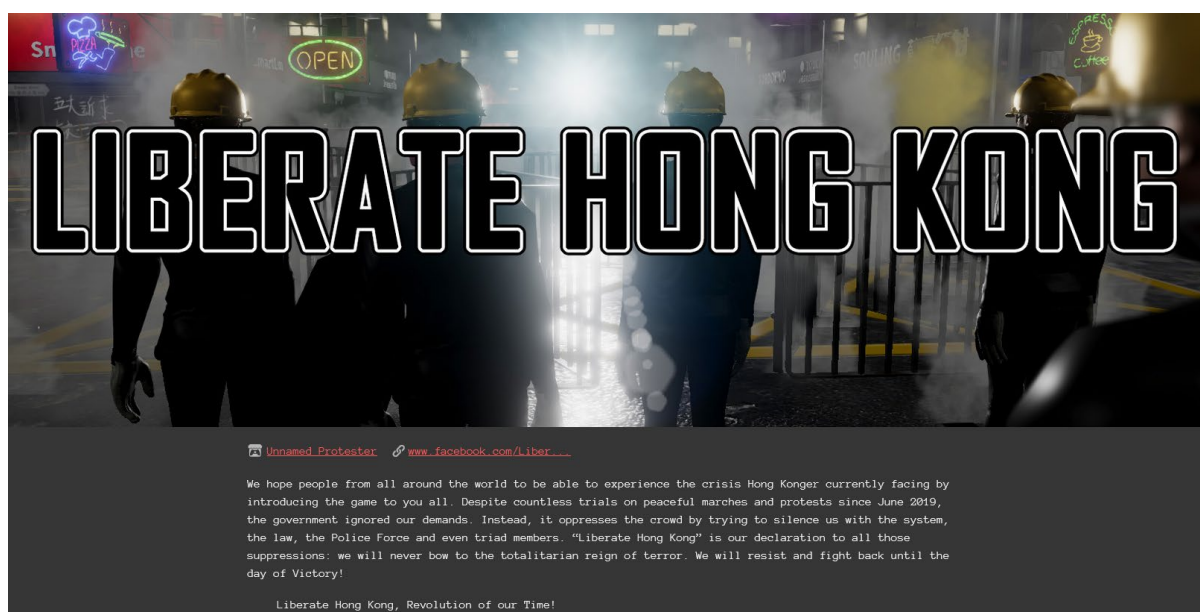 Sn
PIZZA
OPEN
ESPRESSO
Coffee
LIBERATE HONG KONG
Unnamed Protester www.facebook.com/Liber...
We hope people from all around the world to be able to experience the crisis Hong Konger currently facing by
introducing the game to you all. Despite countless trials on peaceful marches and protests since June 2019,
the government ignored our demands. Instead, it oppresses the crowd by trying to silence us with the system,
the law, the Police Force and even triad members. “Liberate Hong Kong” is our declaration to all those
suppressions: we will never bow to the totalitarian reign of terror. We will resist and fight back until the
day of Victory!
Liberate Hong Kong, Revolution of our Time!